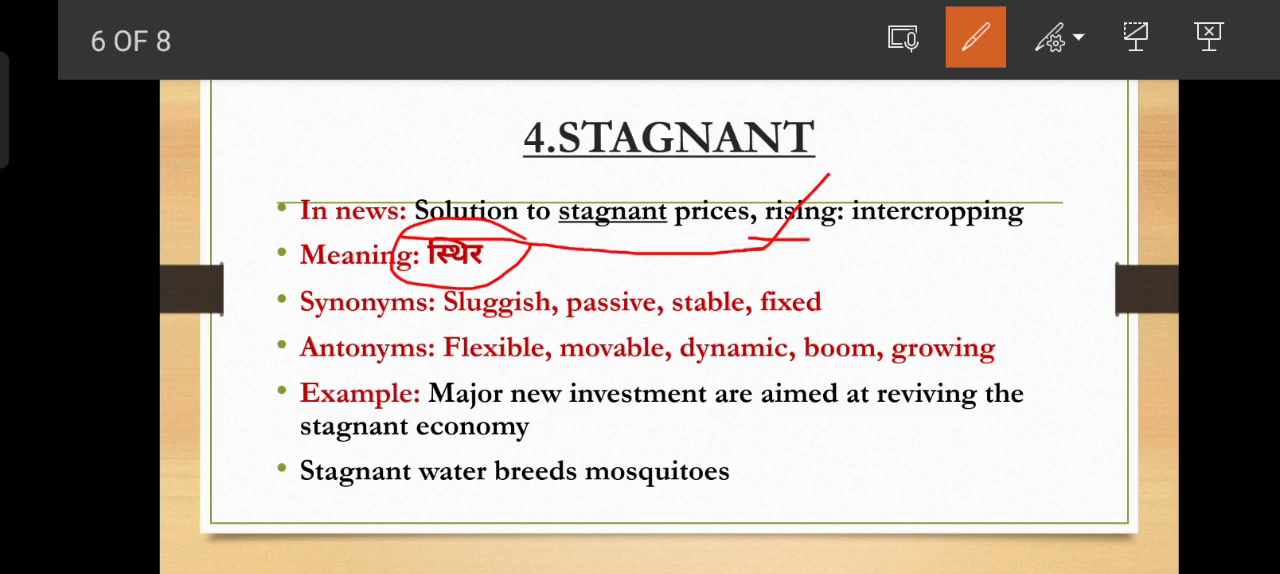 6 OF 8
4.STAGNANT
• In news: Solution to stagnant prices, rising: intercropping
• Meaning: स्थिर
• Synonyms: Sluggish, passive, stable, fixed
• Antonyms: Flexible, movable, dynamic, boom, growing
• Example: Major new investment are aimed at reviving the
stagnant economy
• Stagnant water breeds mosquitoes